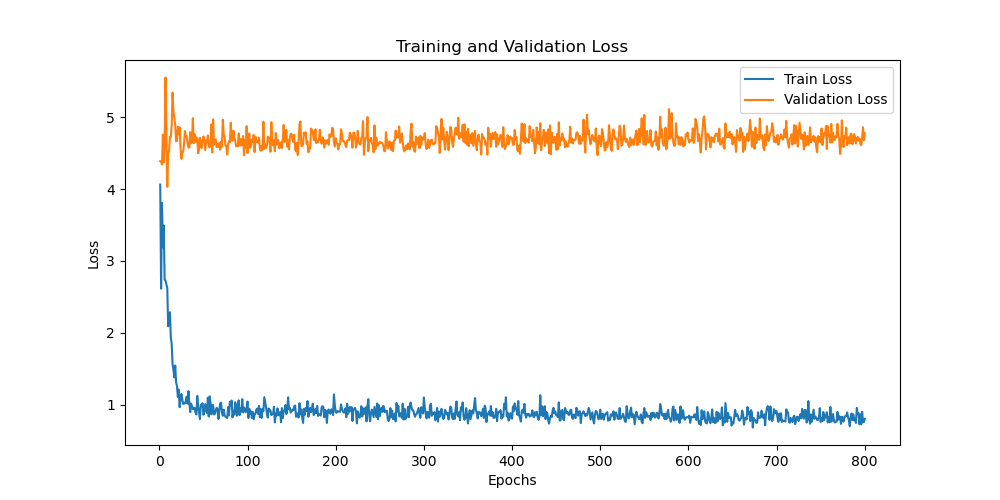 Training and Validation Loss
Train Loss
Validation Loss
5
4
3
2
1
Loss
0 100 200 300 400 500 600 700 800
Epochs